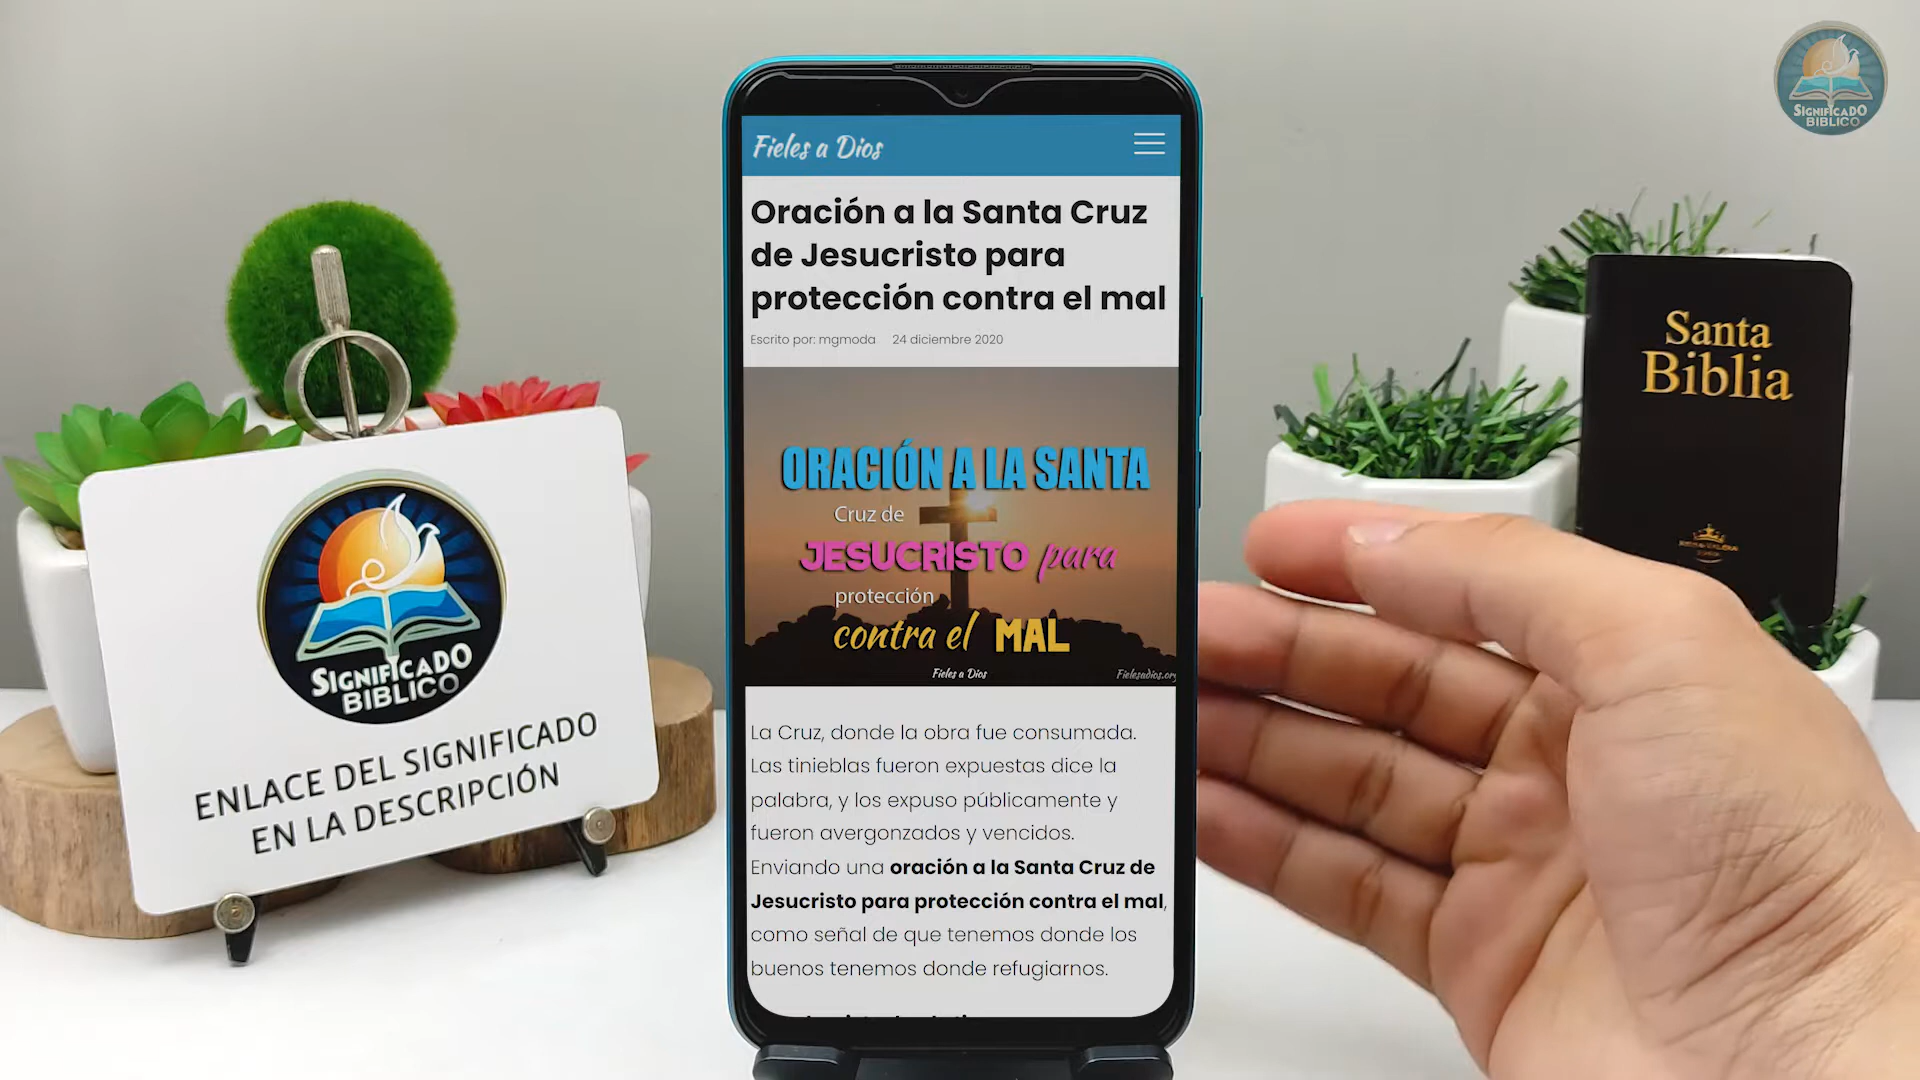 SIGNIFICADO
BIBLICO
Fieles a Dios
Oración a la Santa Cruz
de Jesucristo para
protección contra el mal
Escrito por: mgmoda 24 diciembre 2020
ORACIÓN A LA SANTA
Cruz de
JESUCRISTO para
protección
contra el MAL
Fieles a Dios
Fielesadios.org
La Cruz, donde la obra fue consumada.
Las tinieblas fueron expuestas dice la
palabra, y los expuso públicamente y
fueron avergonzados y vencidos.
Enviando una oración a la Santa Cruz de
Jesucristo para protección contra el mal,
como señal de que tenemos donde los
buenos tenemos donde refugiarnos.
SIGNIFICADO
BIBLICO
ENLACE DEL SIGNIFICADO
EN LA DESCRIPCIÓN
Santa
Biblia